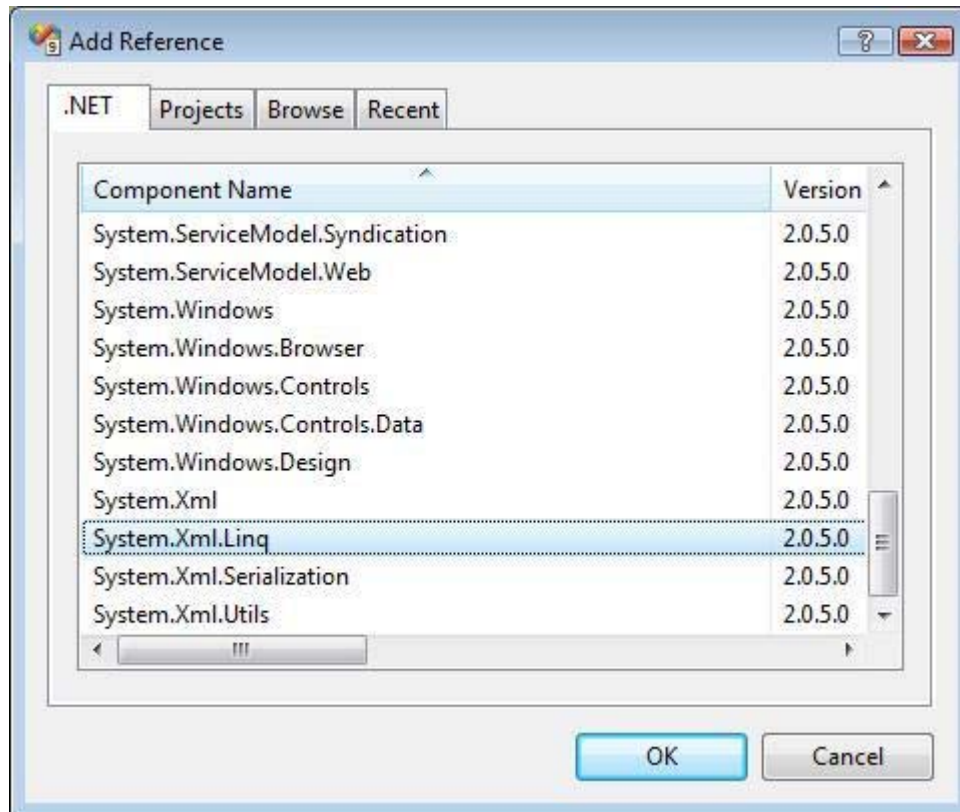 Add Reference
.NET Projects Browse Recent
Component Name Version
System.ServiceModel.Syndication 2.0.5.0
System.ServiceModel.Web 2.0.5.0
System.Windows 2.0.5.0
System.Windows.Browser 2.0.5.0
System.Windows.Controls 2.0.5.0
System.Windows.Controls.Data 2.0.5.0
System.Windows.Design 2.0.5.0
System.Xml 2.0.5.0
System.Xml.Linq 2.0.5.0
System.Xml.Serialization 2.0.5.0
System.Xml.Utils 2.0.5.0
OK Cancel